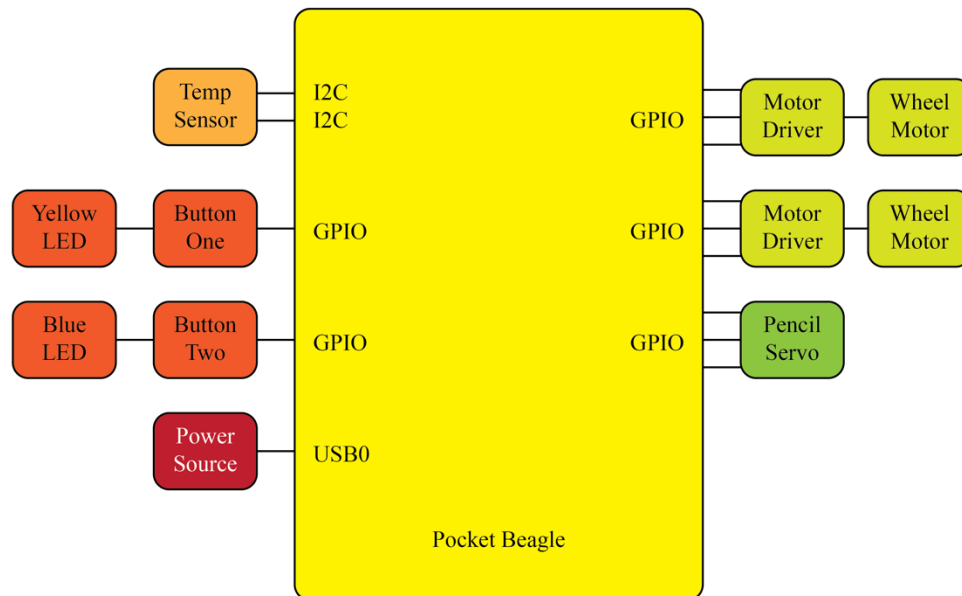 Temp
Sensor
I2C
I2C
GPIO
Motor
Driver
Wheel
Motor
Yellow
LED
Button
One
GPIO
GPIO
Motor
Driver
Wheel
Motor
Blue
LED
Button
Two
GPIO
GPIO
Pencil
Servo
Power
Source
USB0
Pocket Beagle